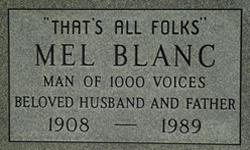 "THAT'S ALL FOLKS"
MEL BLANC
MAN OF 1000 VOICES
BELOVED HUSBAND AND FATHER
1908 — 1989